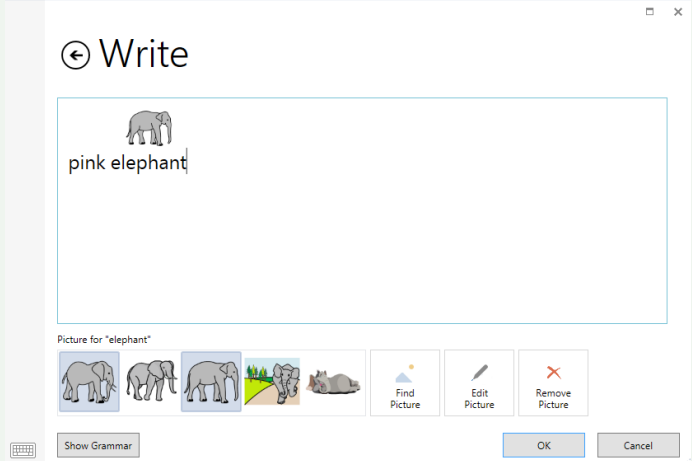 Write
pink elephant
Picture for "elephant"
Find
Picture
Edit
Picture
Remove
Picture
Show Grammar
OK
Cancel